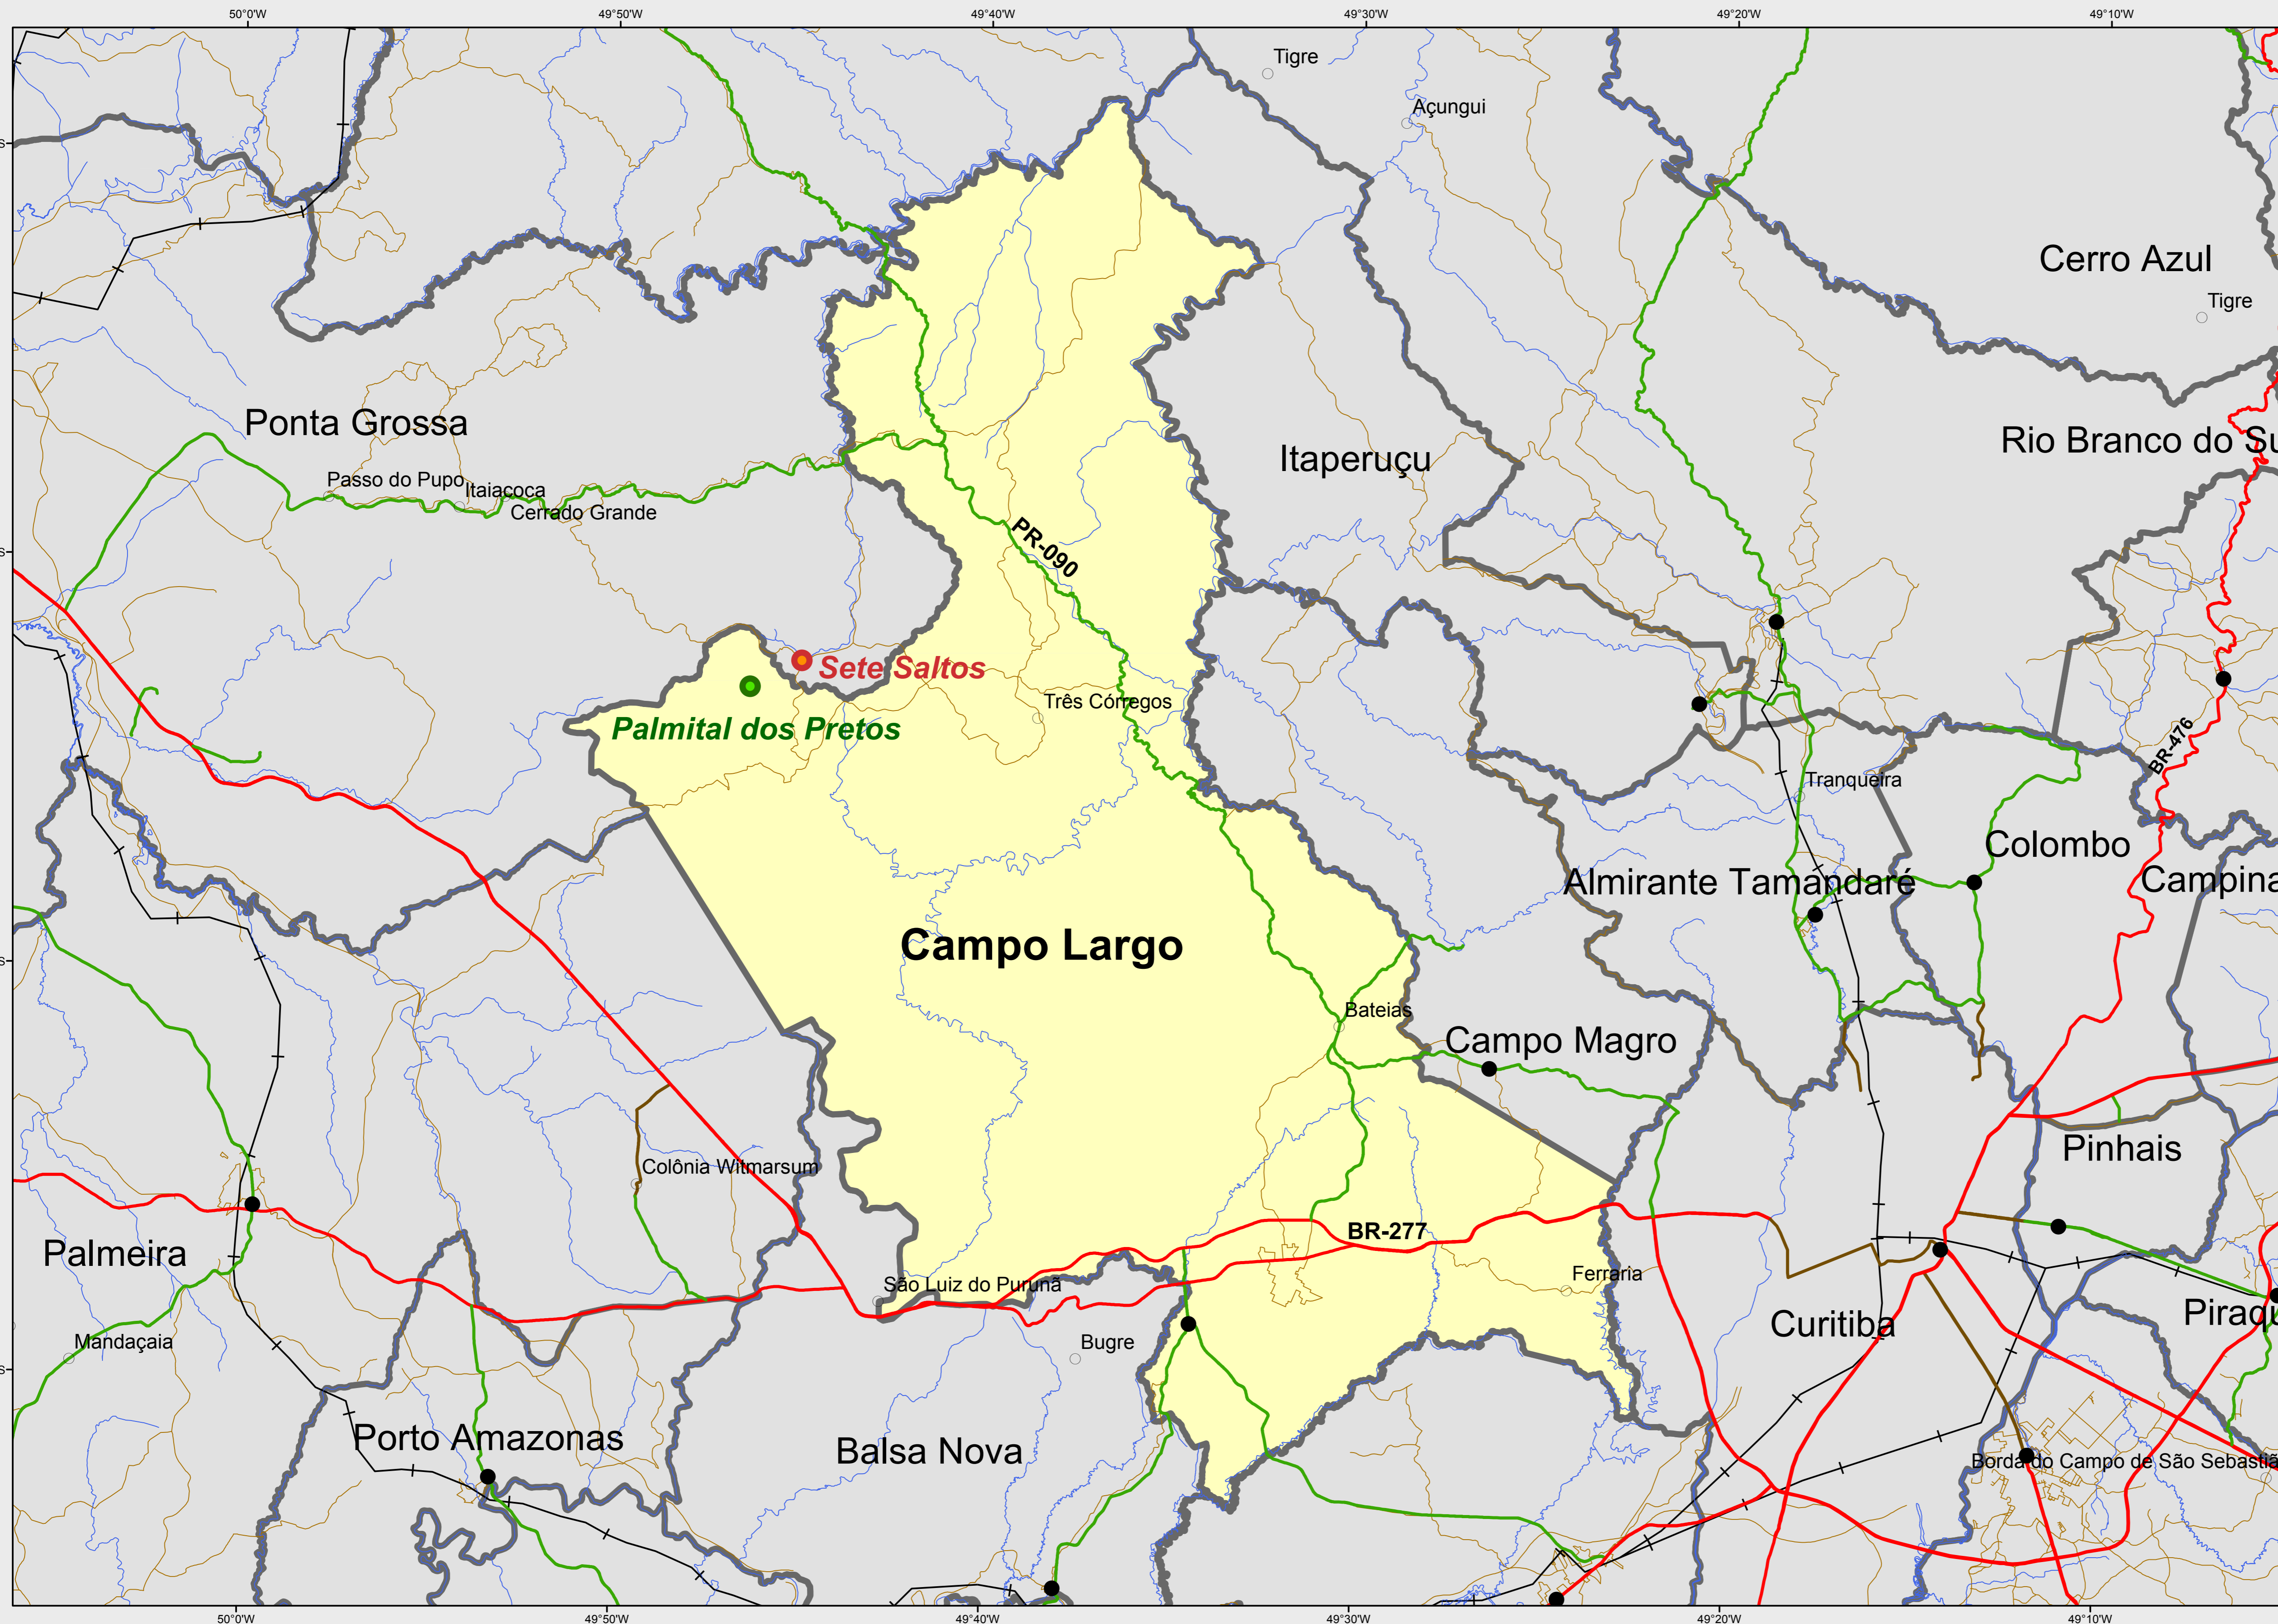 50°0'W
49°50'W
49°40'W
49°30'W
49°20'W
49°10'W
Tigre
Açungui
Cerro Azul
Tigre
Ponta Grossa
Rio Branco do Su
Itaperuçu
Passo do Pupo
Itaiacoca
Cerrado Grande
PR-090
Sete Saltos
Três Córregos
Palmital dos Pretos
BR-476
Tranqueira
Colombo
Almirante Tamandaré
Campina
Campo Largo
Bateias
Campo Magro
Pinhais
Colônia Witmarsum
BR-277
Palmeira
Ferraria
São Luiz do Purunã
Piraqu
Curitiba
Mandaçaia
Bugre
Porto Amazonas
Balsa Nova
Borda do Campo de São Sebastiã
50°0'W
49°50'W
49°40'W
49°30'W
49°20'W
49°10'W
S
S
S
S